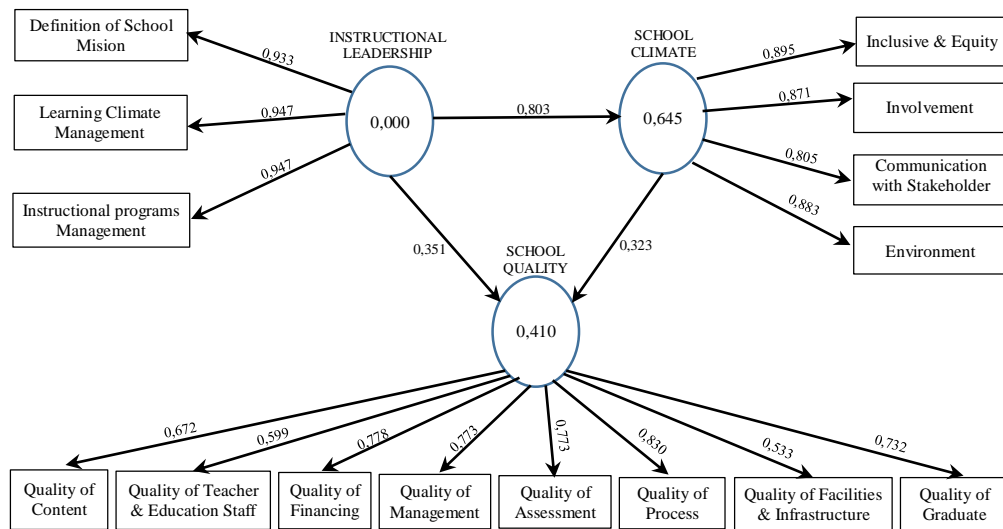 Definition of School
Mision
INSTRUCTIONAL
LEADERSHIP
SCHOOL
CLIMATE
Inclusive & Equity
0,933
0,895
Learning Climate
Management
0,947
0,000
0,803
0,645
0,871
Involvement
0,947
0,805
Communication
with Stakeholder
Instructional programs
Management
0,883
Environment
0,351
SCHOOL
QUALITY
0,323
0,410
0,672
0,599
0,778
0,773
0,773
0,830
0,533
0,732
Quality of
Content
Quality of Teacher
& Education Staff
Quality of
Financing
Quality of
Management
Quality of
Assessment
Quality of
Process
Quality of Facilities
& Infrastructure
Quality of
Graduate